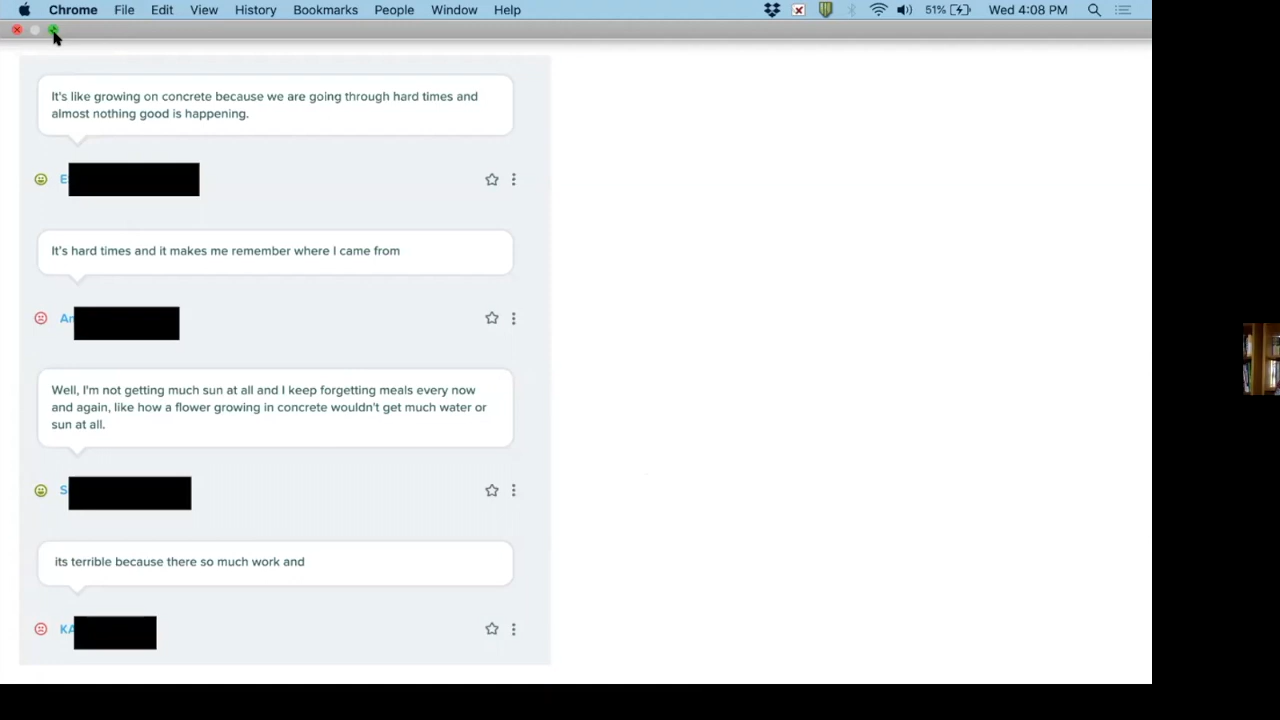 Chrome File Edit View History Bookmarks People Window Help 51% Wed 4:08 PM
It's like growing on concrete because we are going through hard times and
almost nothing good is happening.
E
It's hard times and it makes me remember where I came from
Ar
Well, I'm not getting much sun at all and I keep forgetting meals every now
and again, like how a flower growing in concrete wouldn't get much water or
sun at all.
S
its terrible because there so much work and
KA